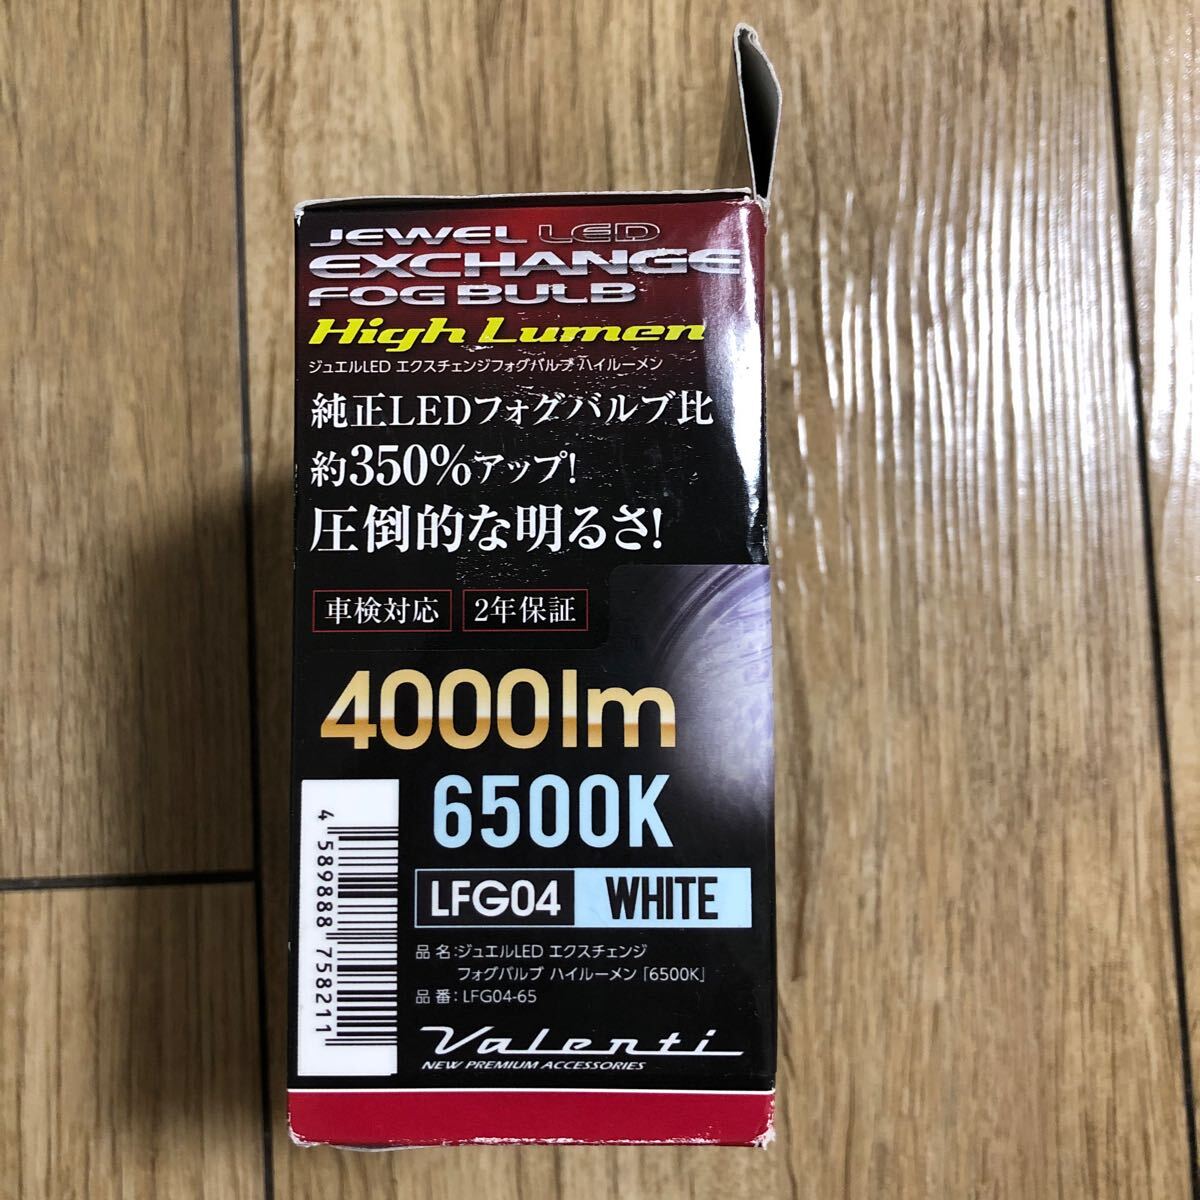 JEWEL LED
EXCHANGE
FOG BULB
High Lumen
ジュエルLED エクスチェンジフォグバルブ ハイルーメン
純正LEDフォグバルブ比
約350%アップ!
圧倒的な明るさ!
車検対応 2年保証
4000lm
6500K
LFG04 WHITE
品名:ジュエルLED エクスチェンジ
フォグバルブ ハイルーメン「6500K」
品番:LFG04-65
Valenti
NEW PREMIUM ACCESSORIES
4 589888 758211